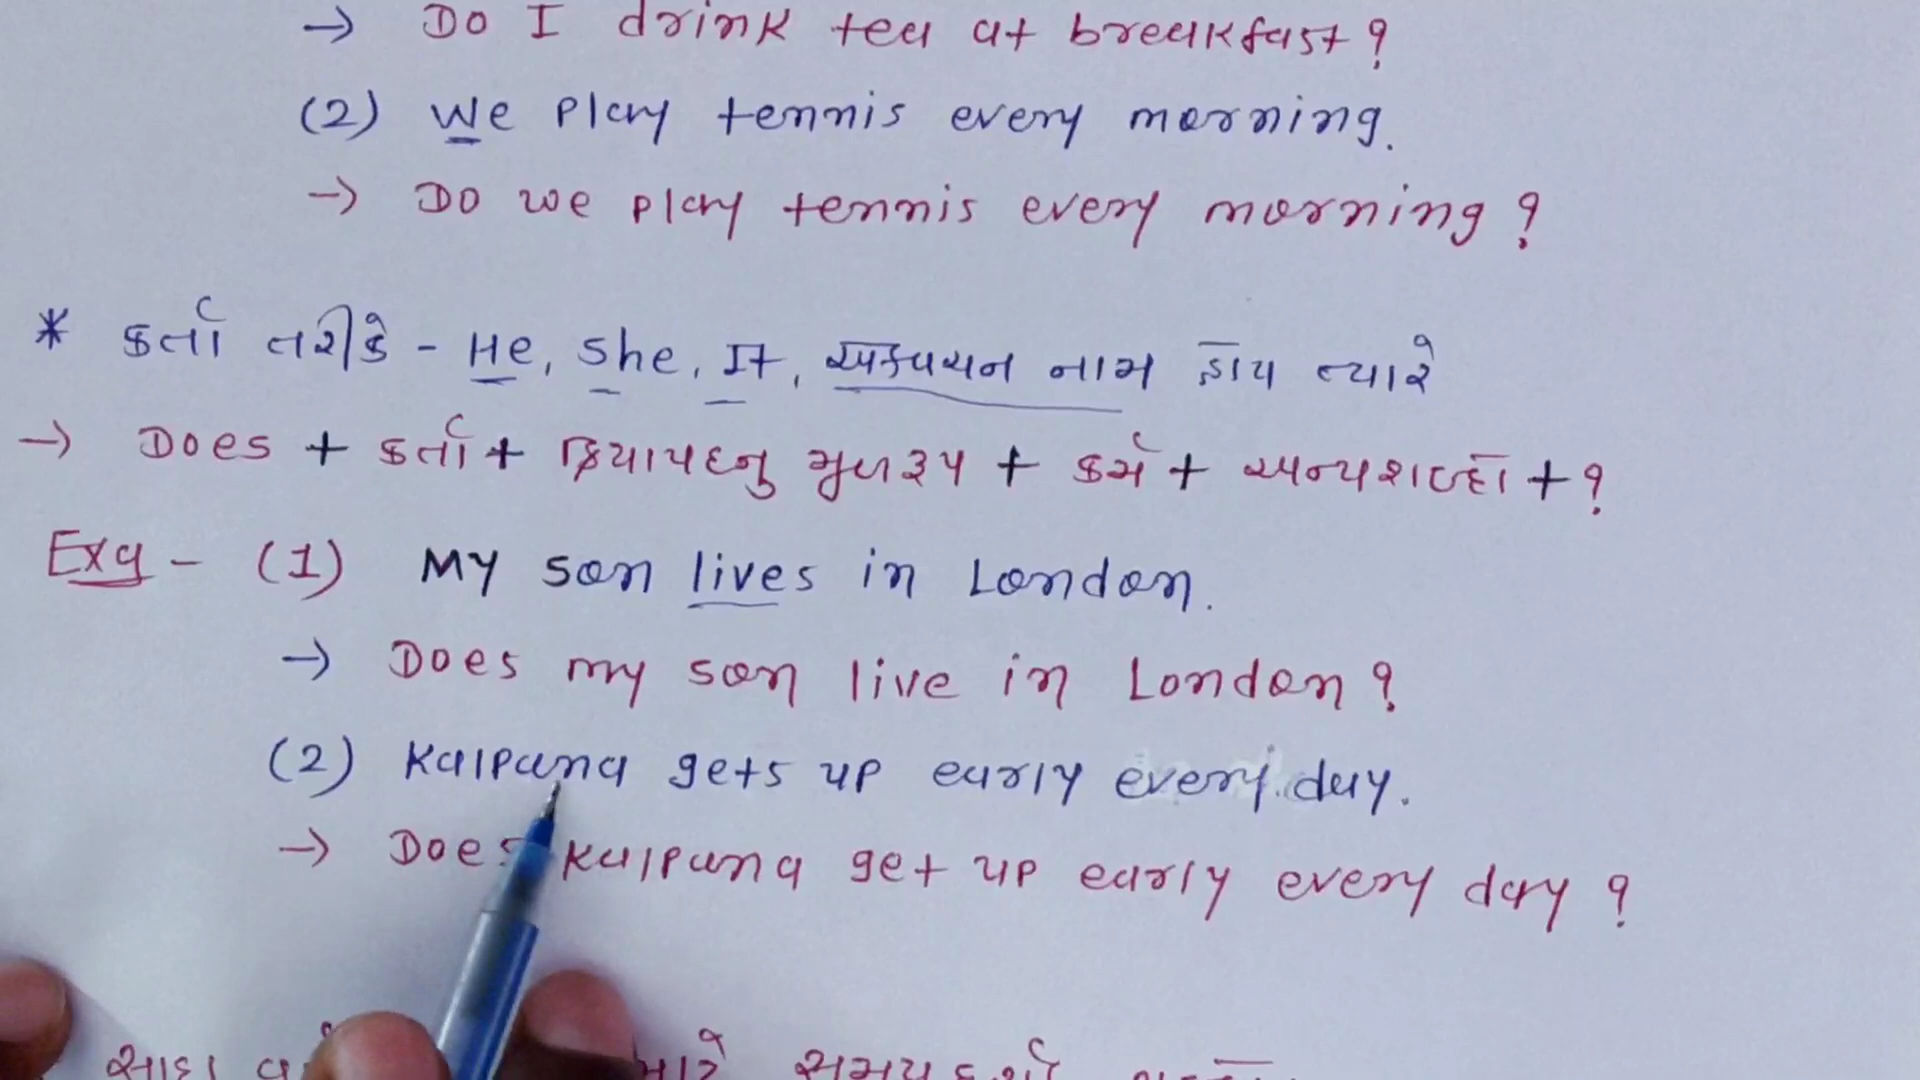 → Do I drink tea at breakfast?
(2) We play tennis every morning.
→ Do we play tennis every morning?
* કર્તા તરીકે - He, She, It, એકવચન નામ હોય ત્યારે
→ Does + કર્તા + ક્રિયાપદનુ મુળરૂપ + કર્મ + અન્યશબ્દો + ?
Exg - (1) My son lives in London.
→ Does my son live in London?
(2) Kalpana gets up early every day.
→ Does Kalpana get up early every day?
સાદા